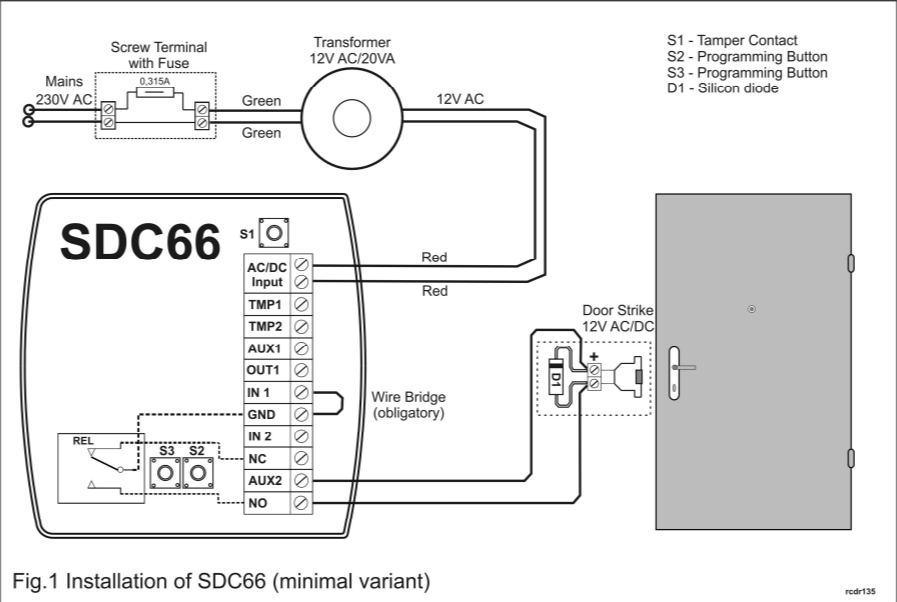 Screw Terminal
with Fuse
Mains
230V AC
0,315A
Green
Green
Transformer
12V AC/20VA
12V AC
S1 - Tamper Contact
S2 - Programming Button
S3 - Programming Button
D1 - Silicon diode
SDC66
S1
AC/DC
Input
TMP1
TMP2
AUX1
OUT1
IN 1
GND
IN 2
NC
AUX2
NO
REL
S3 S2
Red
Red
Wire Bridge
(obligatory)
Door Strike
12V AC/DC
+
D1
Fig.1 Installation of SDC66 (minimal variant)
rcdr135